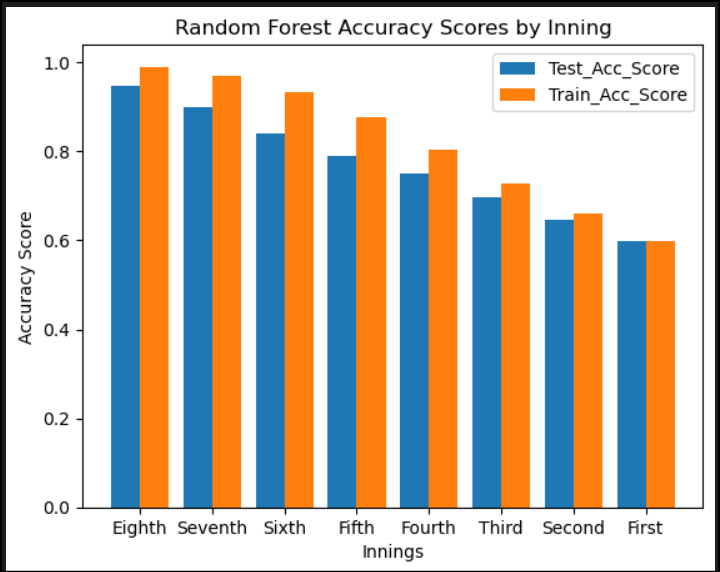 Random Forest Accuracy Scores by Inning
Test_Acc_Score
Train_Acc_Score
Accuracy Score
1.0
0.8
0.6
0.4
0.2
0.0
Eighth Seventh Sixth Fifth Fourth Third Second First
Innings